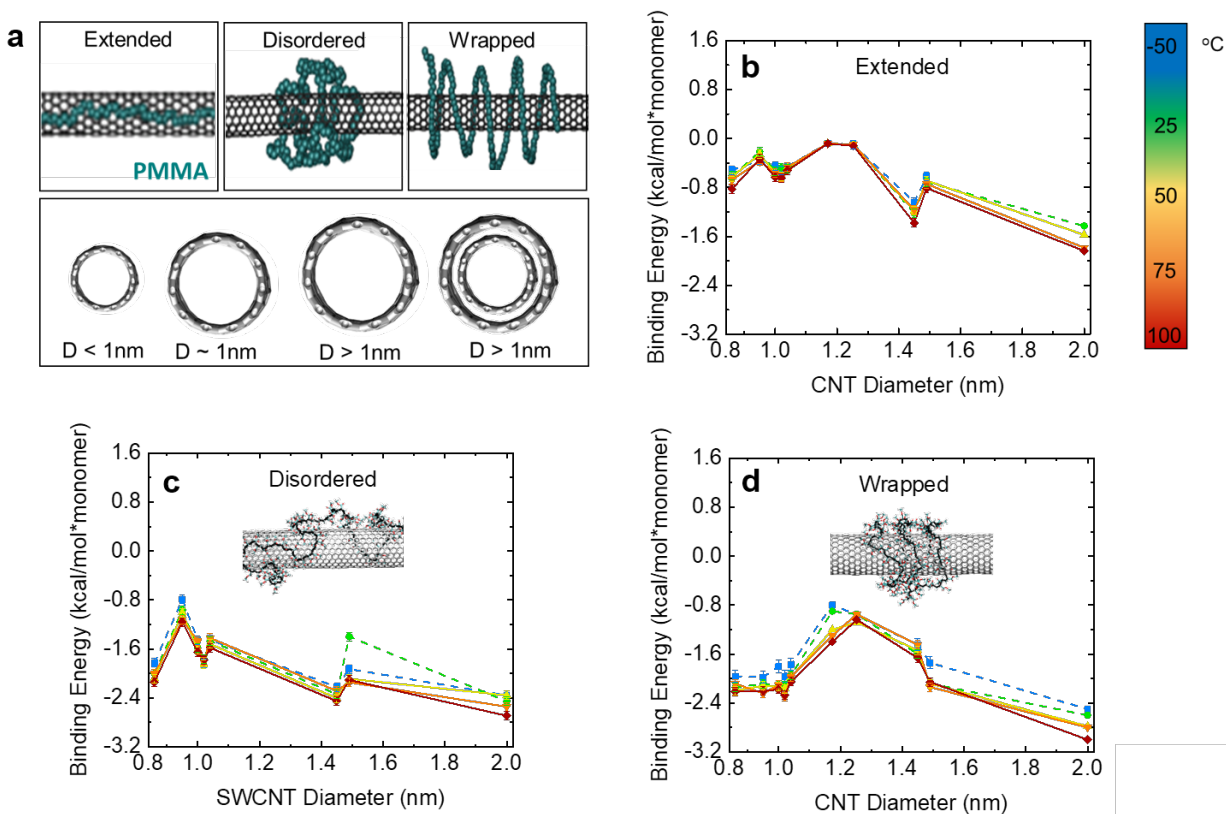 a
Extended
Disordered
Wrapped
PMMA
D < 1nm
D ~ 1nm
D > 1nm
D > 1nm
b
Extended
Binding Energy (kcal/mol*monomer)
1.6
0.8
0.0
-0.8
-1.6
-2.4
-3.2
0.8 1.0 1.2 1.4 1.6 1.8 2.0
CNT Diameter (nm)
-50
25
50
75
100
°C
c
Disordered
Binding Energy (kcal/mol*monomer)
1.6
0.8
0.0
-0.8
-1.6
-2.4
-3.2
0.8 1.0 1.2 1.4 1.6 1.8 2.0
SWCNT Diameter (nm)
d
Wrapped
Binding Energy (kcal/mol*monomer)
1.6
0.8
0.0
-0.8
-1.6
-2.4
-3.2
0.8 1.0 1.2 1.4 1.6 1.8 2.0
CNT Diameter (nm)